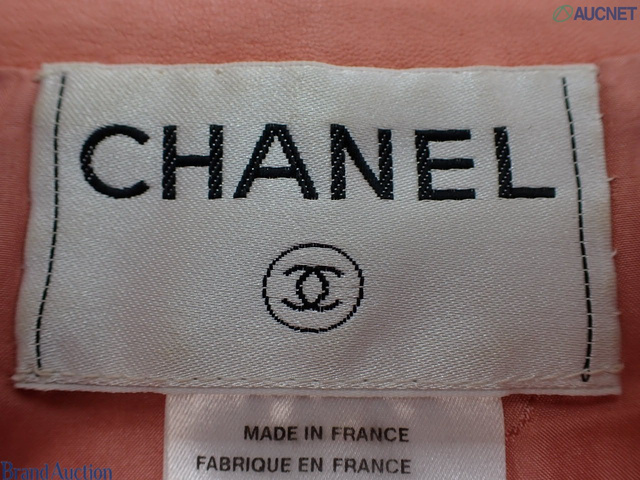 AUCNET
CHANEL
MADE IN FRANCE
FABRIQUE EN FRANCE
Brand Auction